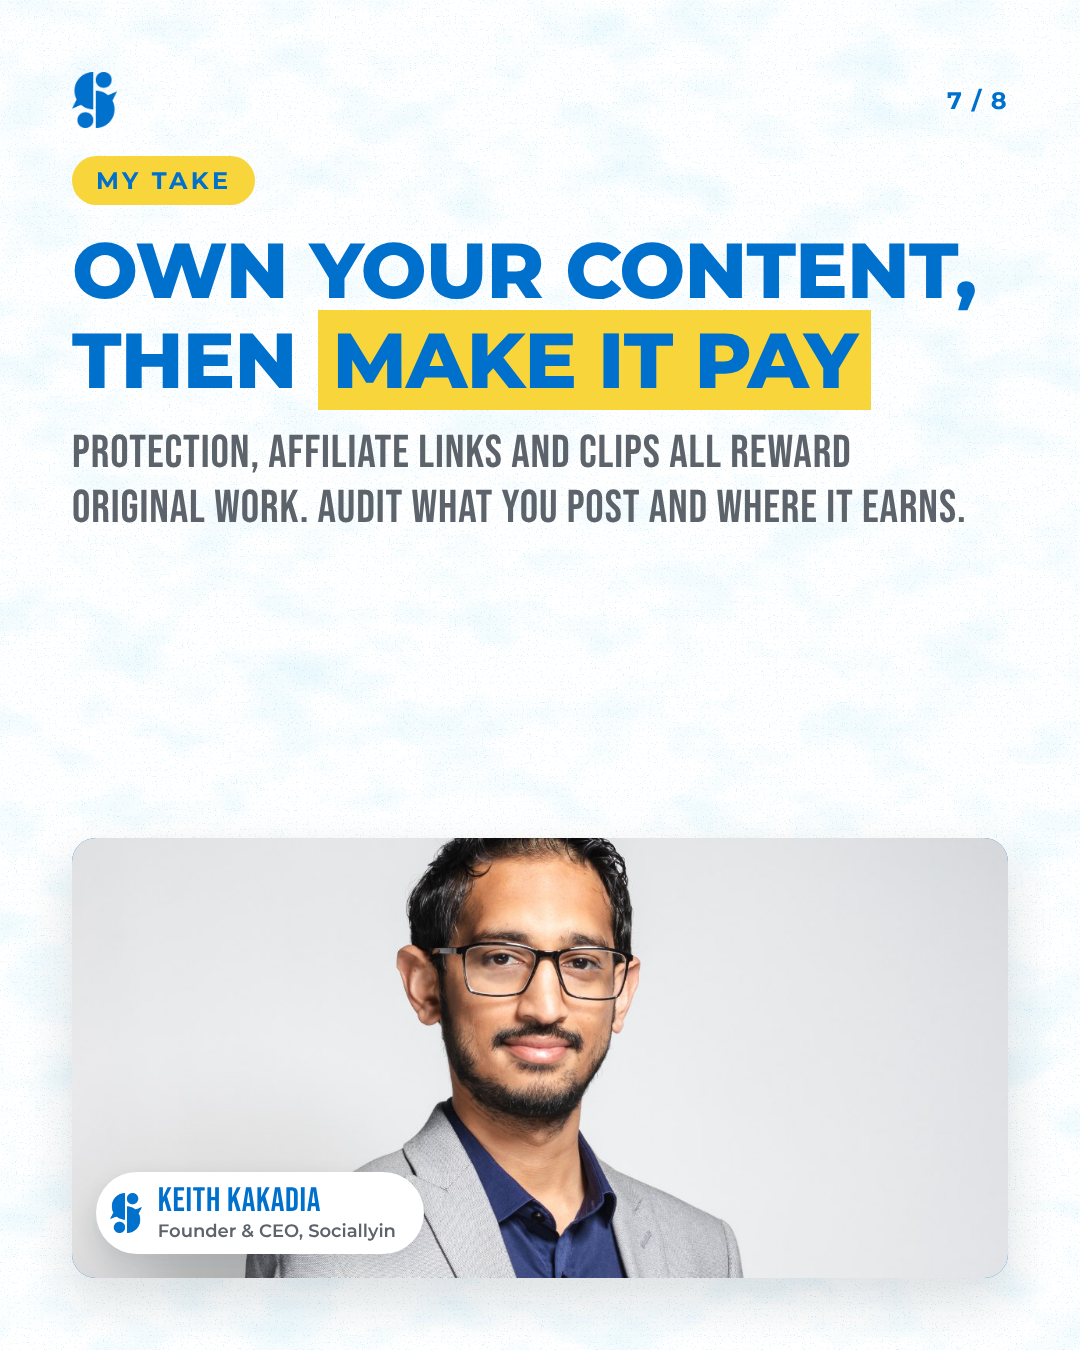 7 / 8
MY TAKE
OWN YOUR CONTENT,
THEN MAKE IT PAY
PROTECTION, AFFILIATE LINKS AND CLIPS ALL REWARD
ORIGINAL WORK. AUDIT WHAT YOU POST AND WHERE IT EARNS.
KEITH KAKADIA
Founder & CEO, Sociallyin